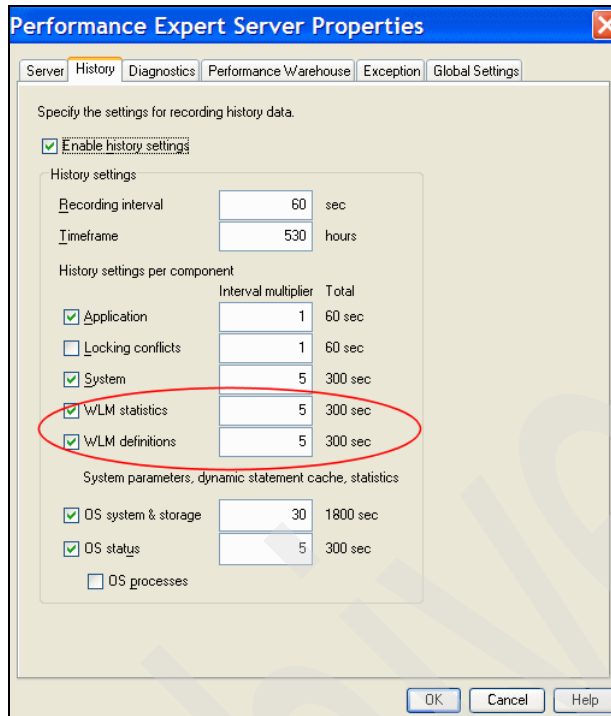 Performance Expert Server Properties
Server History Diagnostics Performance Warehouse Exception Global Settings
Specify the settings for recording history data.
Enable history settings
History settings
Recording interval 60 sec
Timeframe 530 hours
History settings per component
Interval multiplier Total
Application 1 60 sec
Locking conflicts 1 60 sec
System 5 300 sec
WLM statistics 5 300 sec
WLM definitions 5 300 sec
System parameters, dynamic statement cache, statistics
OS system & storage 30 1800 sec
OS status 5 300 sec
OS processes
OK Cancel Help